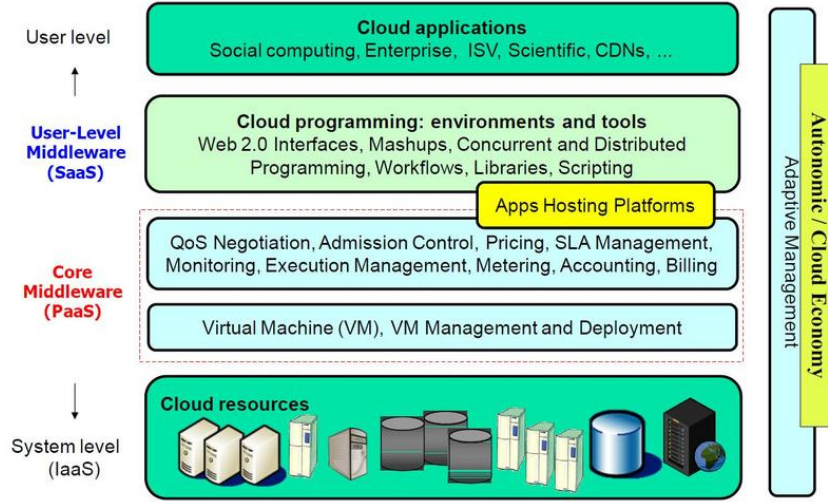 User level
Cloud applications
Social computing, Enterprise, ISV, Scientific, CDNs, ...
User-Level
Middleware
(SaaS)
Cloud programming: environments and tools
Web 2.0 Interfaces, Mashups, Concurrent and Distributed
Programming, Workflows, Libraries, Scripting
Apps Hosting Platforms
Core
Middleware
(PaaS)
QoS Negotiation, Admission Control, Pricing, SLA Management,
Monitoring, Execution Management, Metering, Accounting, Billing
Virtual Machine (VM), VM Management and Deployment
System level
(IaaS)
Cloud resources
Adaptive Management
Autonomic / Cloud Economy